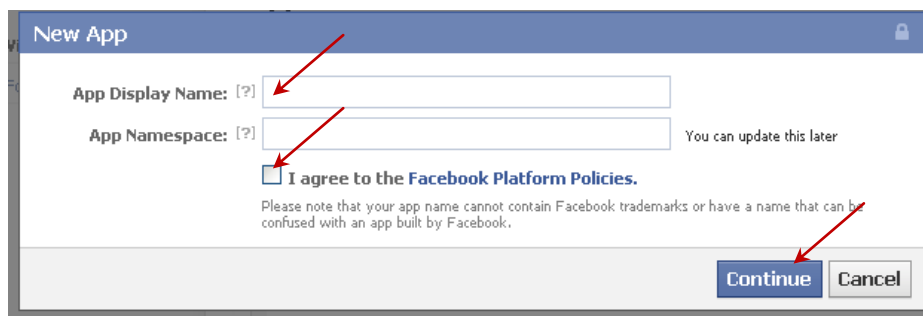 New App
App Display Name: [?]
App Namespace: [?] You can update this later
I agree to the Facebook Platform Policies.
Please note that your app name cannot contain Facebook trademarks or have a name that can be
confused with an app built by Facebook.
Continue Cancel